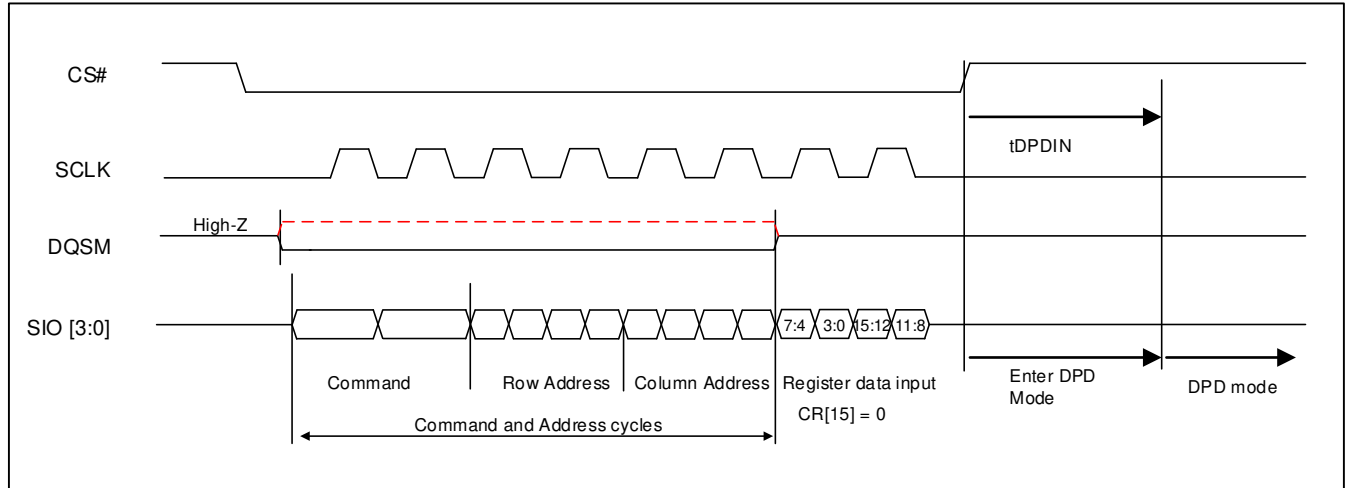 CS#
tDPDIN
SCLK
High-Z
DQSM
SIO [3:0]
7:4 3:0 15:12 11:8
Command Row Address Column Address Register data input
Enter DPD
Mode
DPD mode
CR[15] = 0
Command and Address cycles